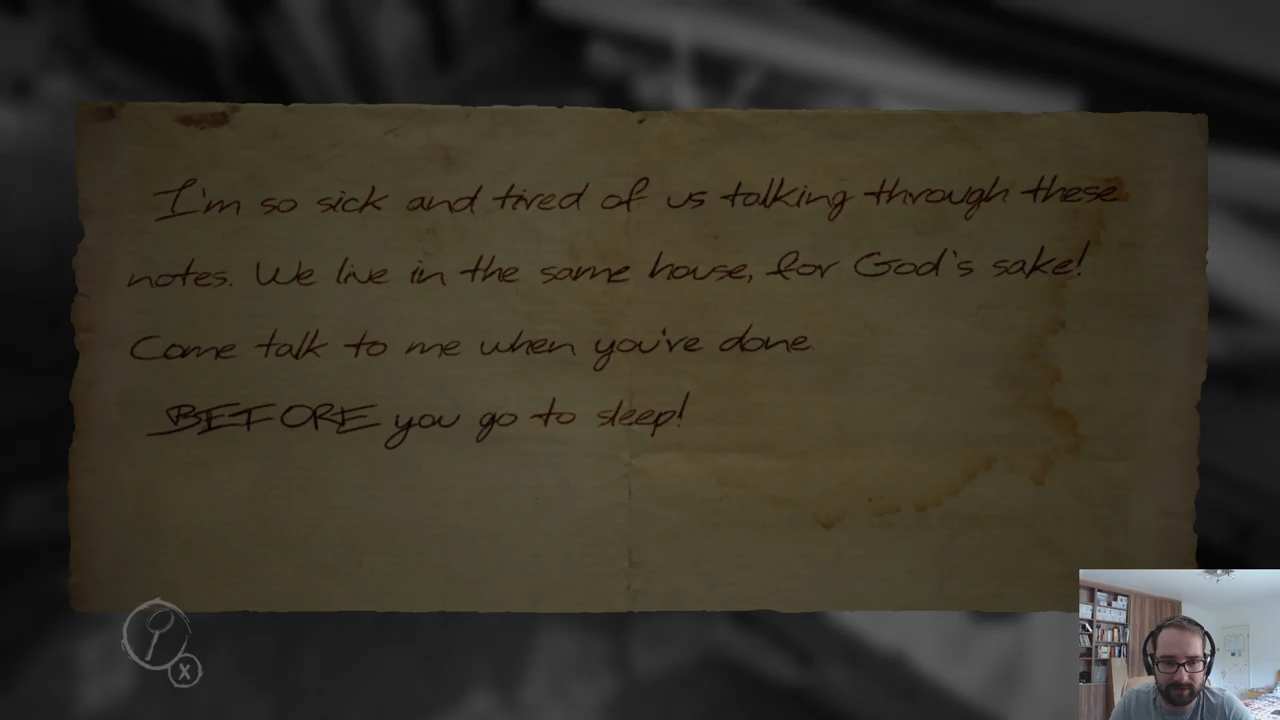 I'm so sick and tired of us talking through these
notes. We live in the same house, for God's sake!
Come talk to me when you're done.
BEFORE you go to sleep!
X